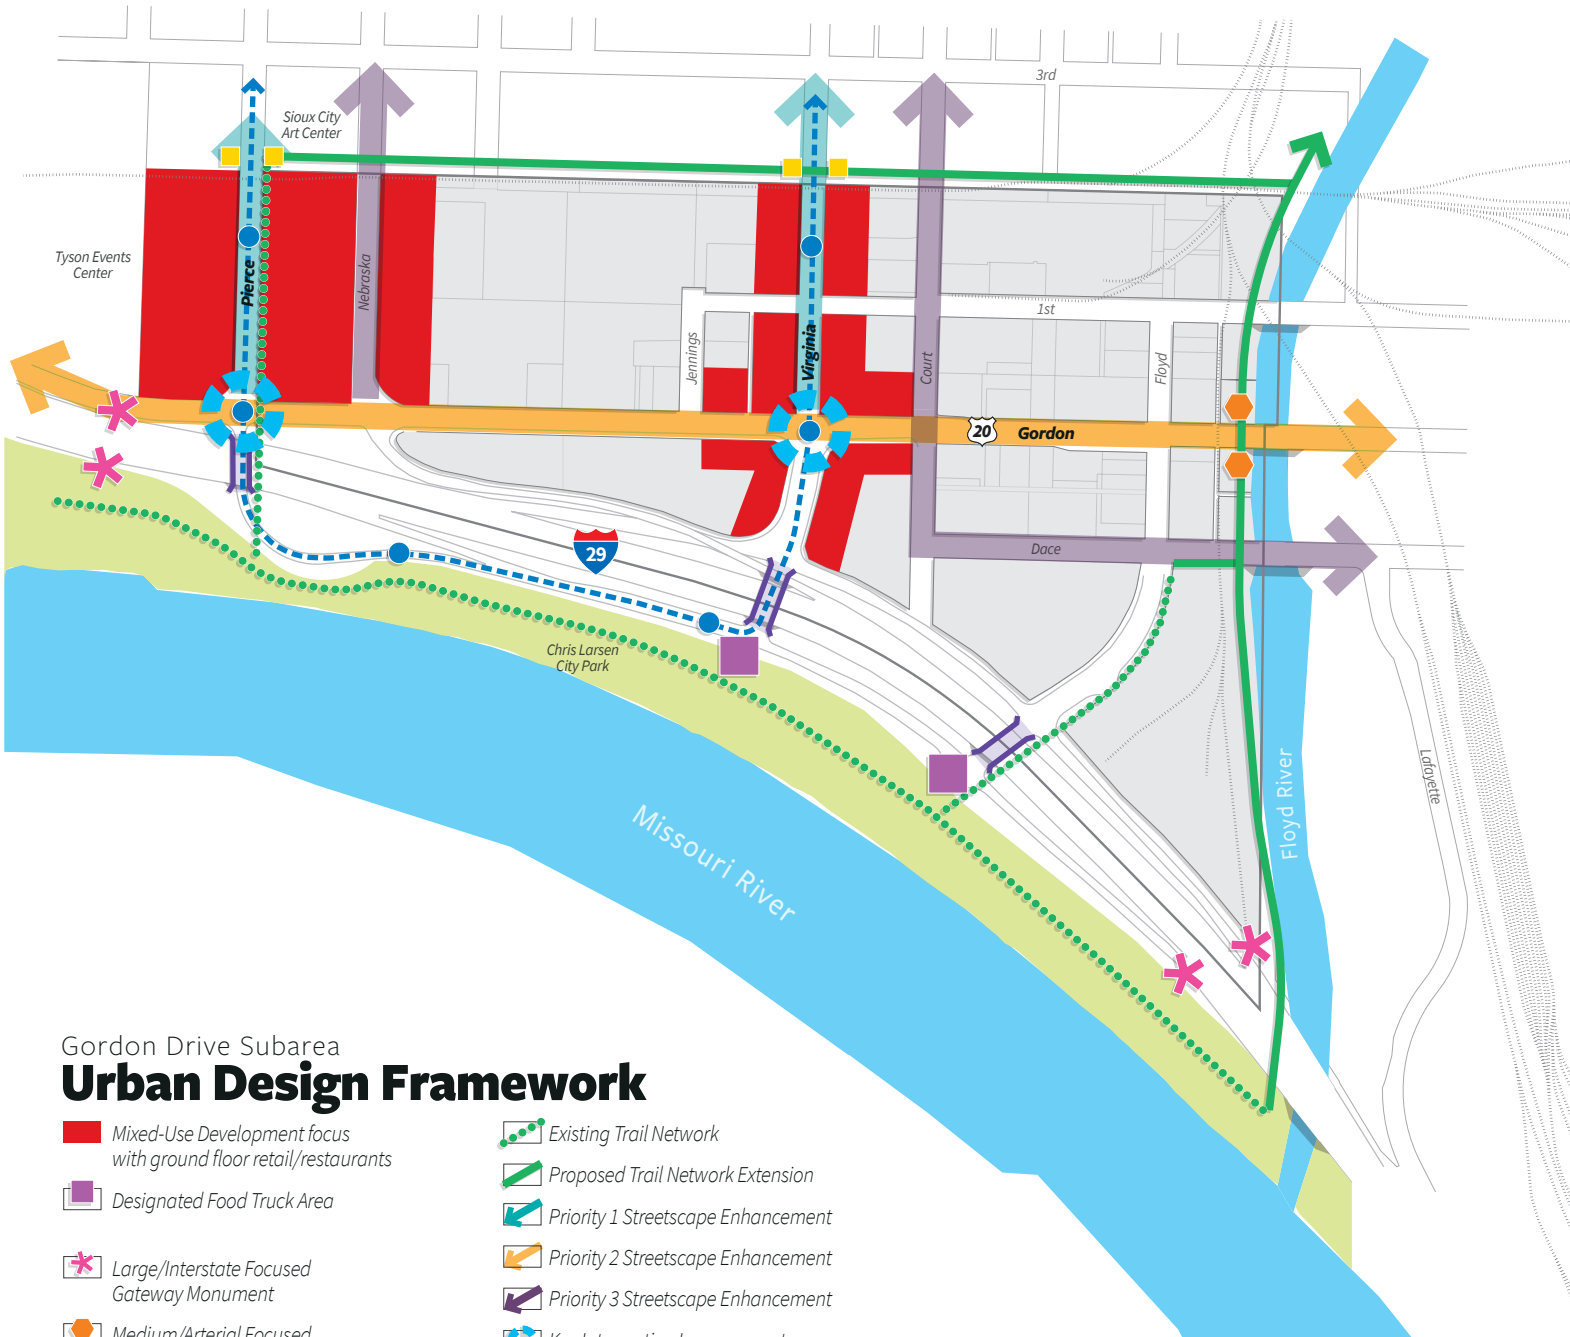 3rd
Sioux City
Art Center
Tyson Events
Center
Pierce
Nebraska
Jennings
Virginia
Court
1st
Floyd
20
Gordon
Dace
29
Chris Larsen
City Park
Missouri River
Floyd River
Lafayette
Gordon Drive Subarea
Urban Design Framework
Mixed-Use Development focus
with ground floor retail/restaurants
Designated Food Truck Area
Large/Interstate Focused
Gateway Monument
Medium/Arterial Focused
Existing Trail Network
Proposed Trail Network Extension
Priority 1 Streetscape Enhancement
Priority 2 Streetscape Enhancement
Priority 3 Streetscape Enhancement